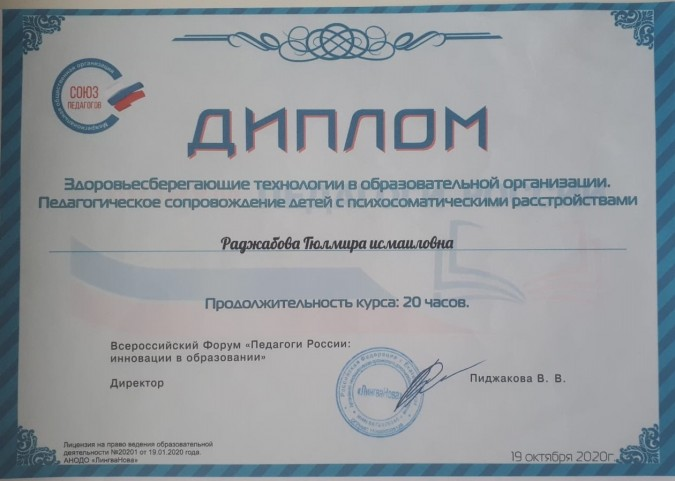 СОЮЗ
ПЕДАГОГОВ
ДИПЛОМ
Здоровьесберегающие технологии в образовательной организации.
Педагогическое сопровождение детей с психосоматическими расстройствами
Раджабова Гюлмира исмаиловна
Продолжительность курса: 20 часов.
Всероссийский Форум «Педагоги России:
инновации в образовании»
Директор
«ЛингваНова»
Пиджакова В. В.
Лицензия на право ведения образовательной
деятельности №20201 от 19.01.2020 года.
АНОДО «ЛингваНова»
19 октября 2020г.